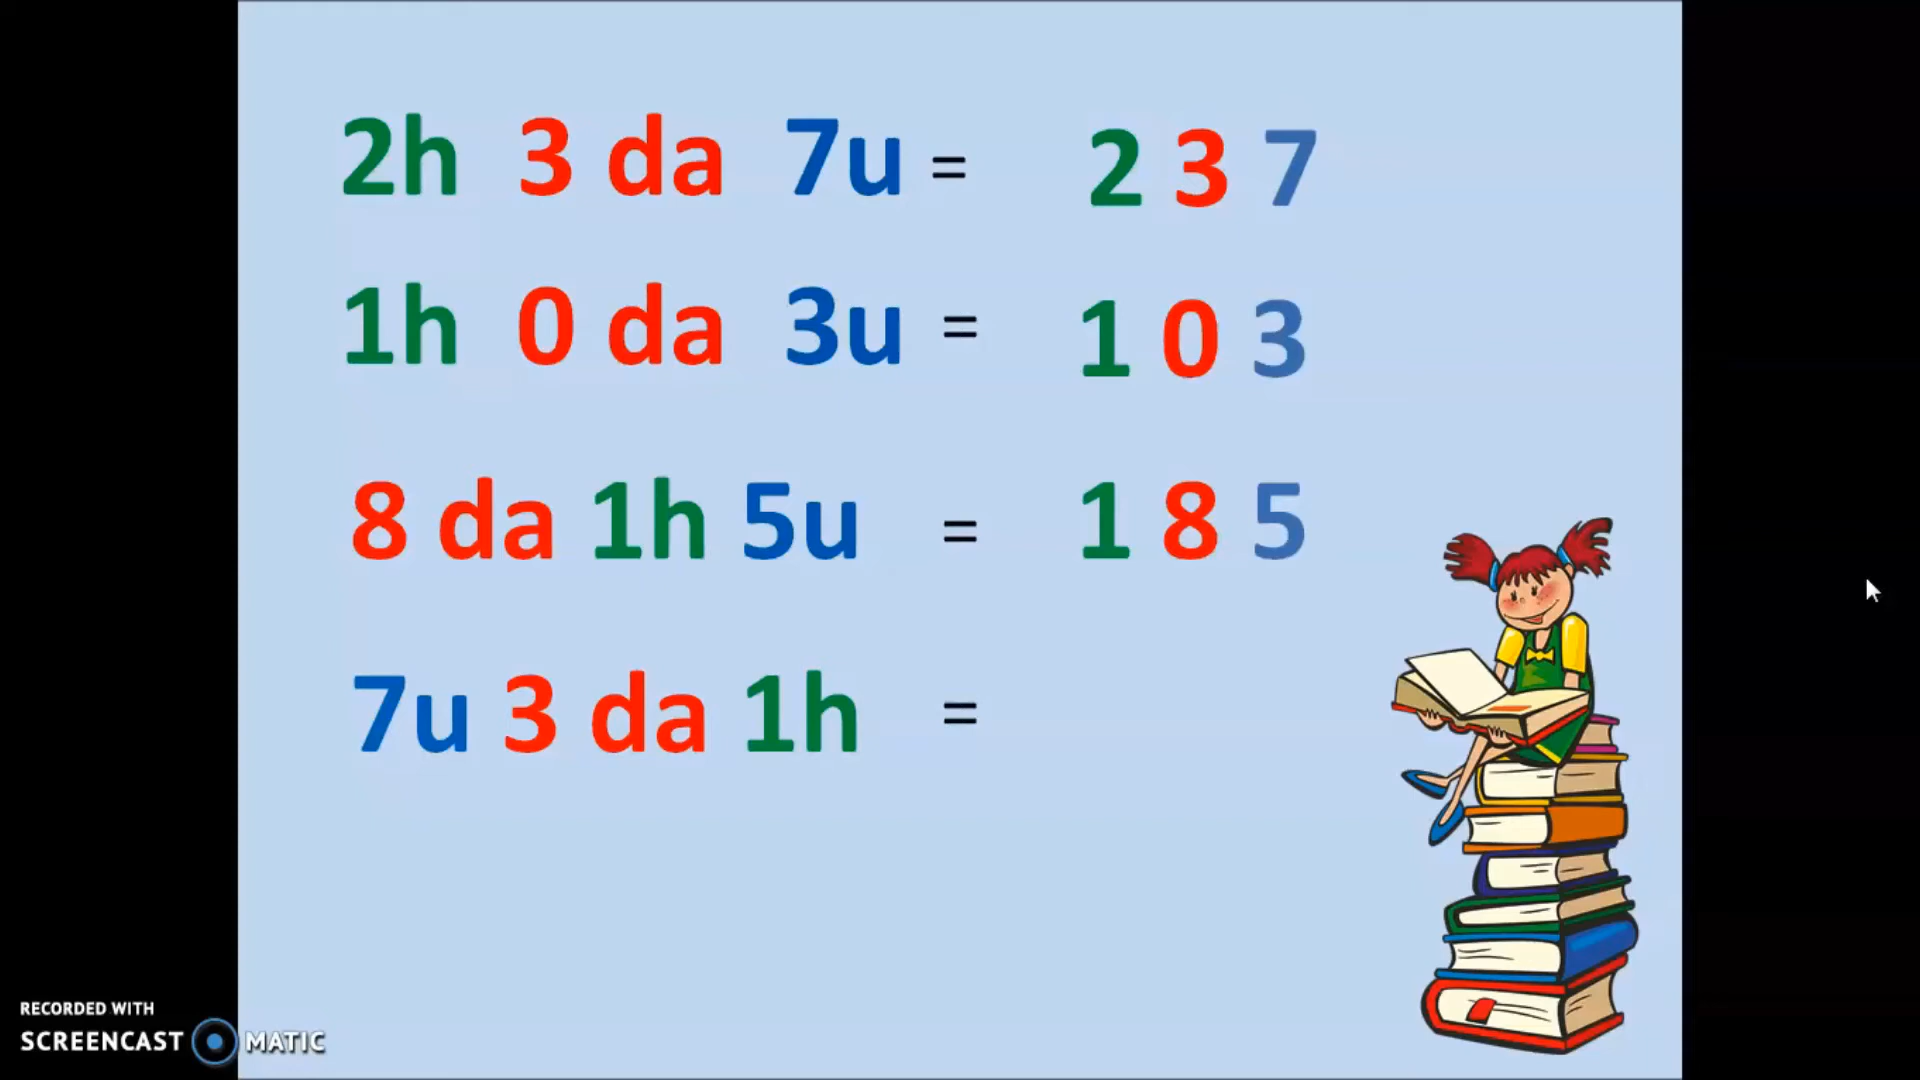 2h 3 da 7u = 2 3 7
1h 0 da 3u = 1 0 3
8 da 1h 5u = 1 8 5
7u 3 da 1h =
RECORDED WITH
SCREENCAST MATIC